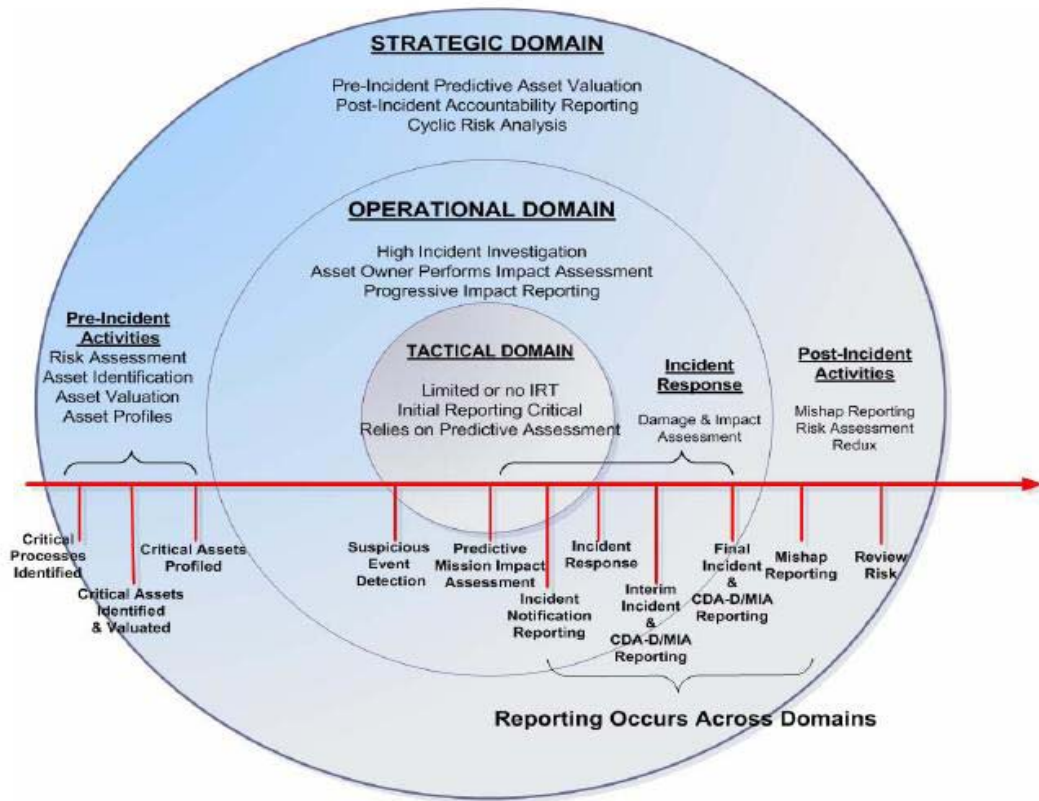 STRATEGIC DOMAIN
Pre-Incident Predictive Asset Valuation
Post-Incident Accountability Reporting
Cyclic Risk Analysis
OPERATIONAL DOMAIN
High Incident Investigation
Asset Owner Performs Impact Assessment
Progressive Impact Reporting
Pre-Incident
Activities
Risk Assessment
Asset Identification
Asset Valuation
Asset Profiles
TACTICAL DOMAIN
Limited or no IRT
Initial Reporting Critical
Relies on Predictive Assessment
Incident
Response
Damage & Impact
Assessment
Post-Incident
Activities
Mishap Reporting
Risk Assessment
Redux
Critical
Processes
Identified
Critical Assets
Identified
& Valuated
Critical Assets
Profiled
Suspicious
Event
Detection
Predictive
Mission Impact
Assessment
Incident
Notification
Reporting
Incident
Response
Interim
Incident
&
CDA-D/MIA
Reporting
Final
Incident
&
CDA-D/MIA
Reporting
Mishap
Reporting
Review
Risk
Reporting Occurs Across Domains